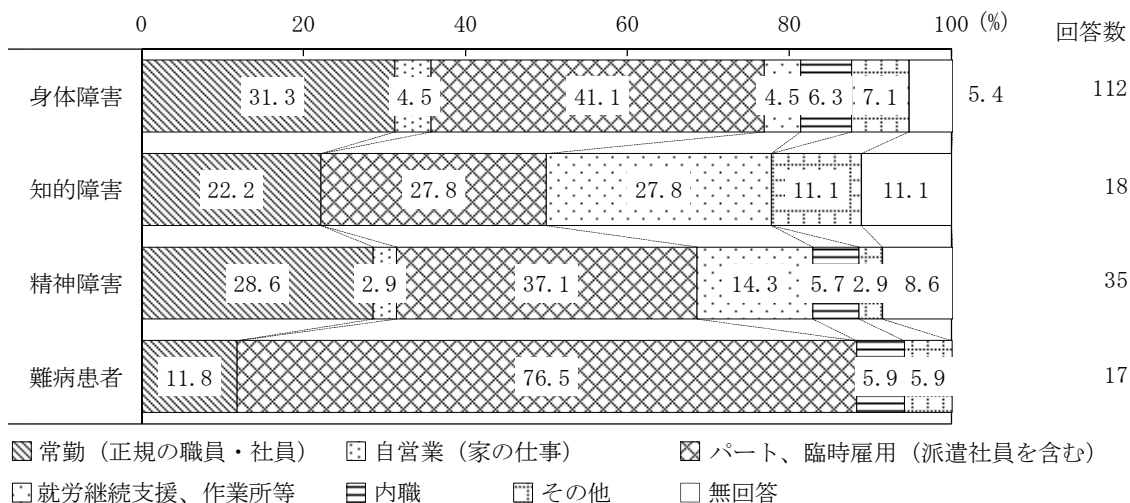 0 20 40 60 80 100 (%) 回答数
身体障害 31.3 4.5 41.1 4.5 6.3 7.1 5.4 112
知的障害 22.2 27.8 27.8 11.1 11.1 18
精神障害 28.6 2.9 37.1 14.3 5.7 2.9 8.6 35
難病患者 11.8 76.5 5.9 5.9 17
常勤（正規の職員・社員） 自営業（家の仕事） パート、臨時雇用（派遣社員を含む）
就労継続支援、作業所等 内職 その他 無回答